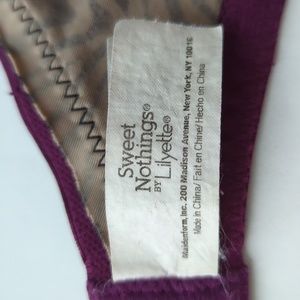 Sweet
Nothings®
BY Lilyette®
Maidenform, Inc. 200 Madison Avenue, New York, NY 10016
Made in China/ Fait en Chine/ Hecho en China